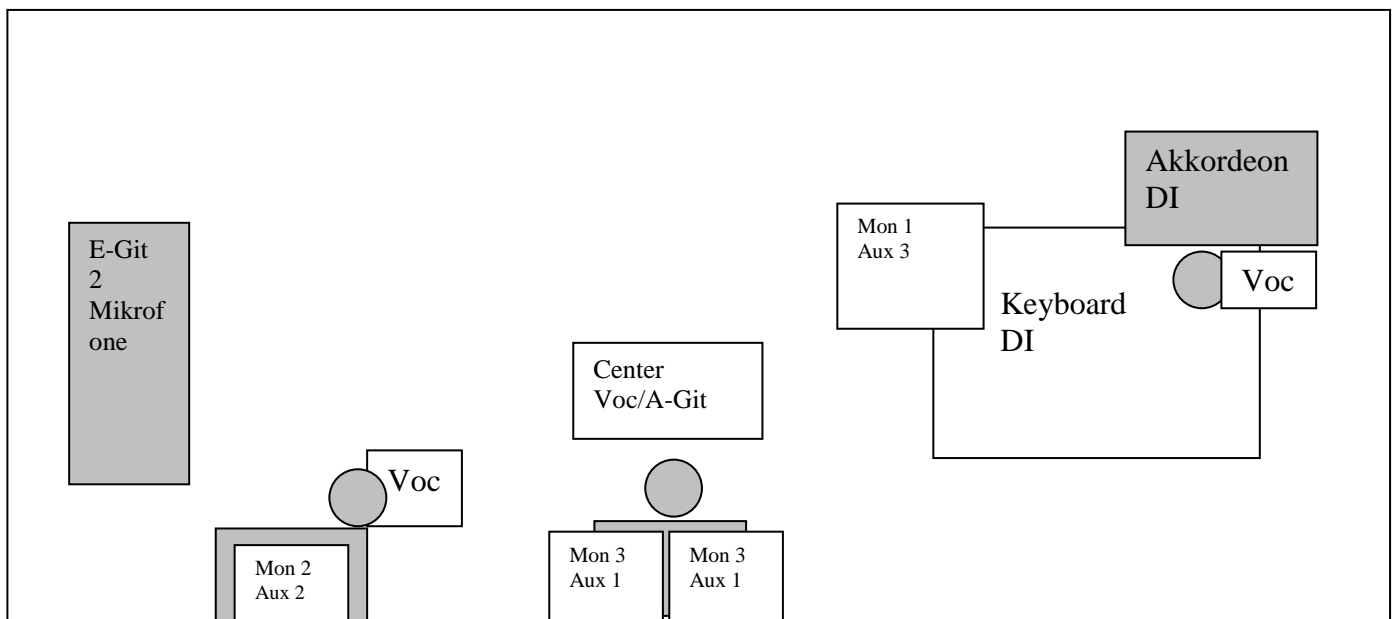 Akkordeon
DI
Mon 1
Aux 3
Voc
Keyboard
DI
E-Git
2
Mikrof
one
Center
Voc/A-Git
Voc
Mon 2
Aux 2
Mon 3
Aux 1
Mon 3
Aux 1